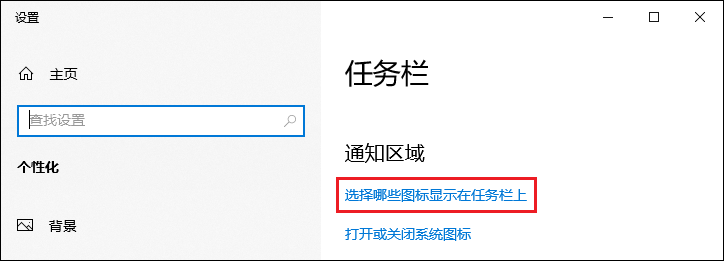 设置
主页
查找设置
个性化
背景
任务栏
通知区域
选择哪些图标显示在任务栏上
打开或关闭系统图标